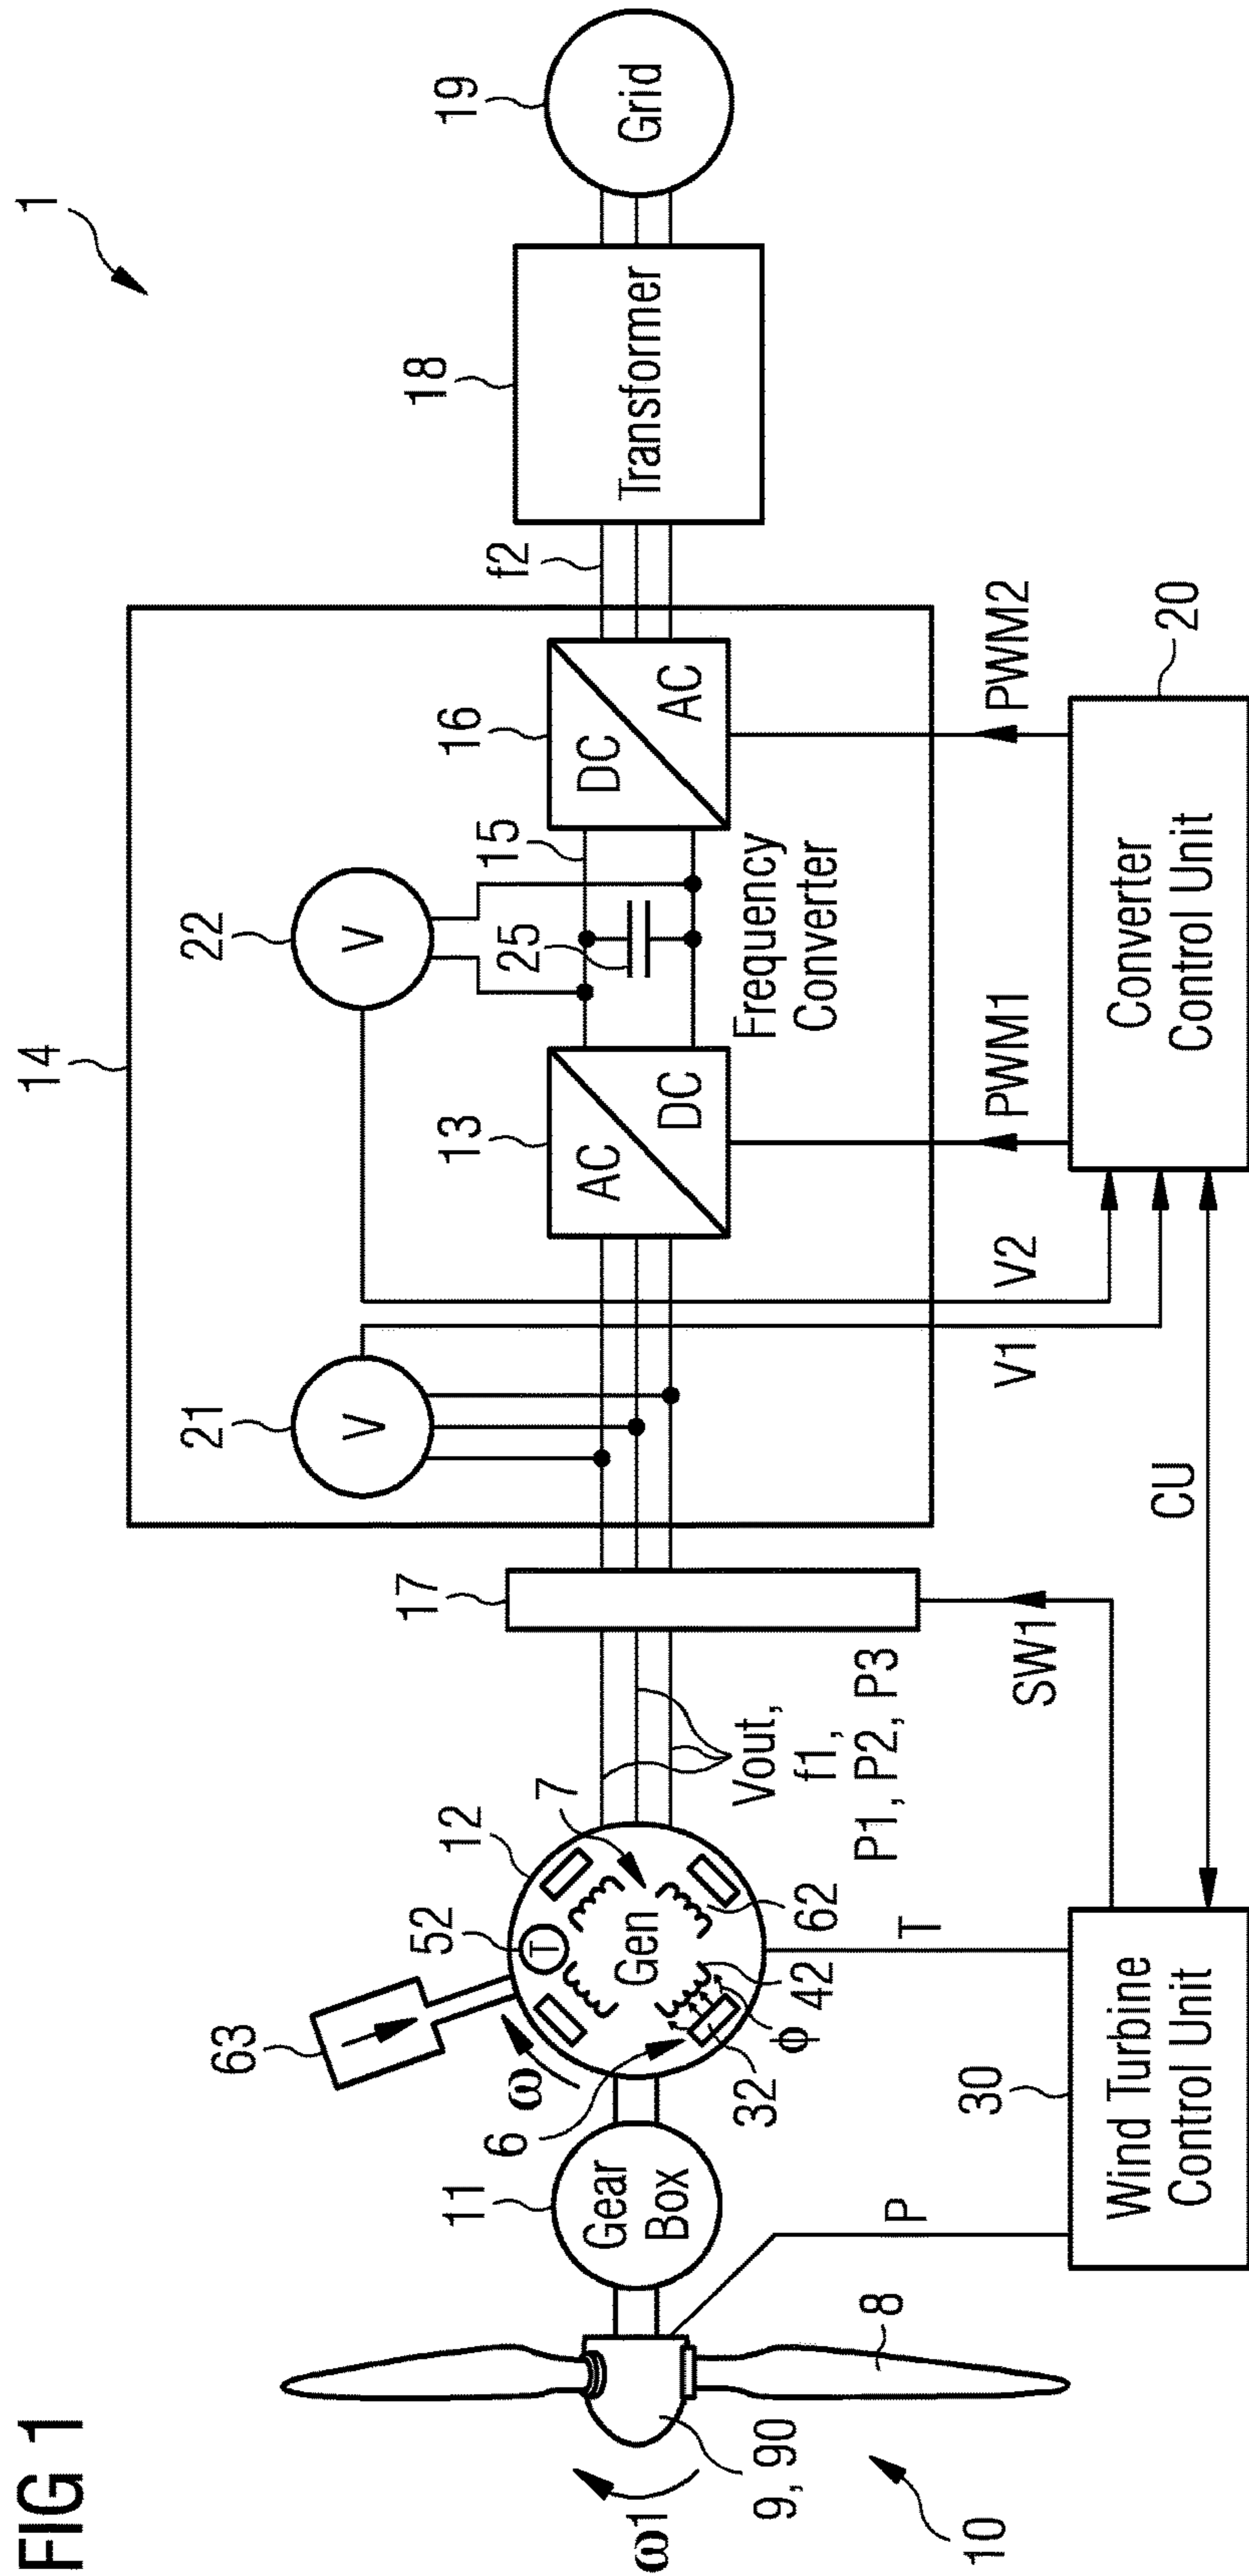 FIG 1
1
14
22
V
21
V
19
Grid
18
Transformer
f2
16
DC
AC
15
25
13
AC
DC
Frequency
Converter
17
63
12
7
52
T
Gen
62
42
ϕ
32
6
ω
11
Gear
Box
Vout,
f1,
P1, P2, P3
V1
V2
PWM1
PWM2
20
Converter
Control Unit
SW1
CU
T
P
30
Wind Turbine
Control Unit
8
9, 90
ω1
10